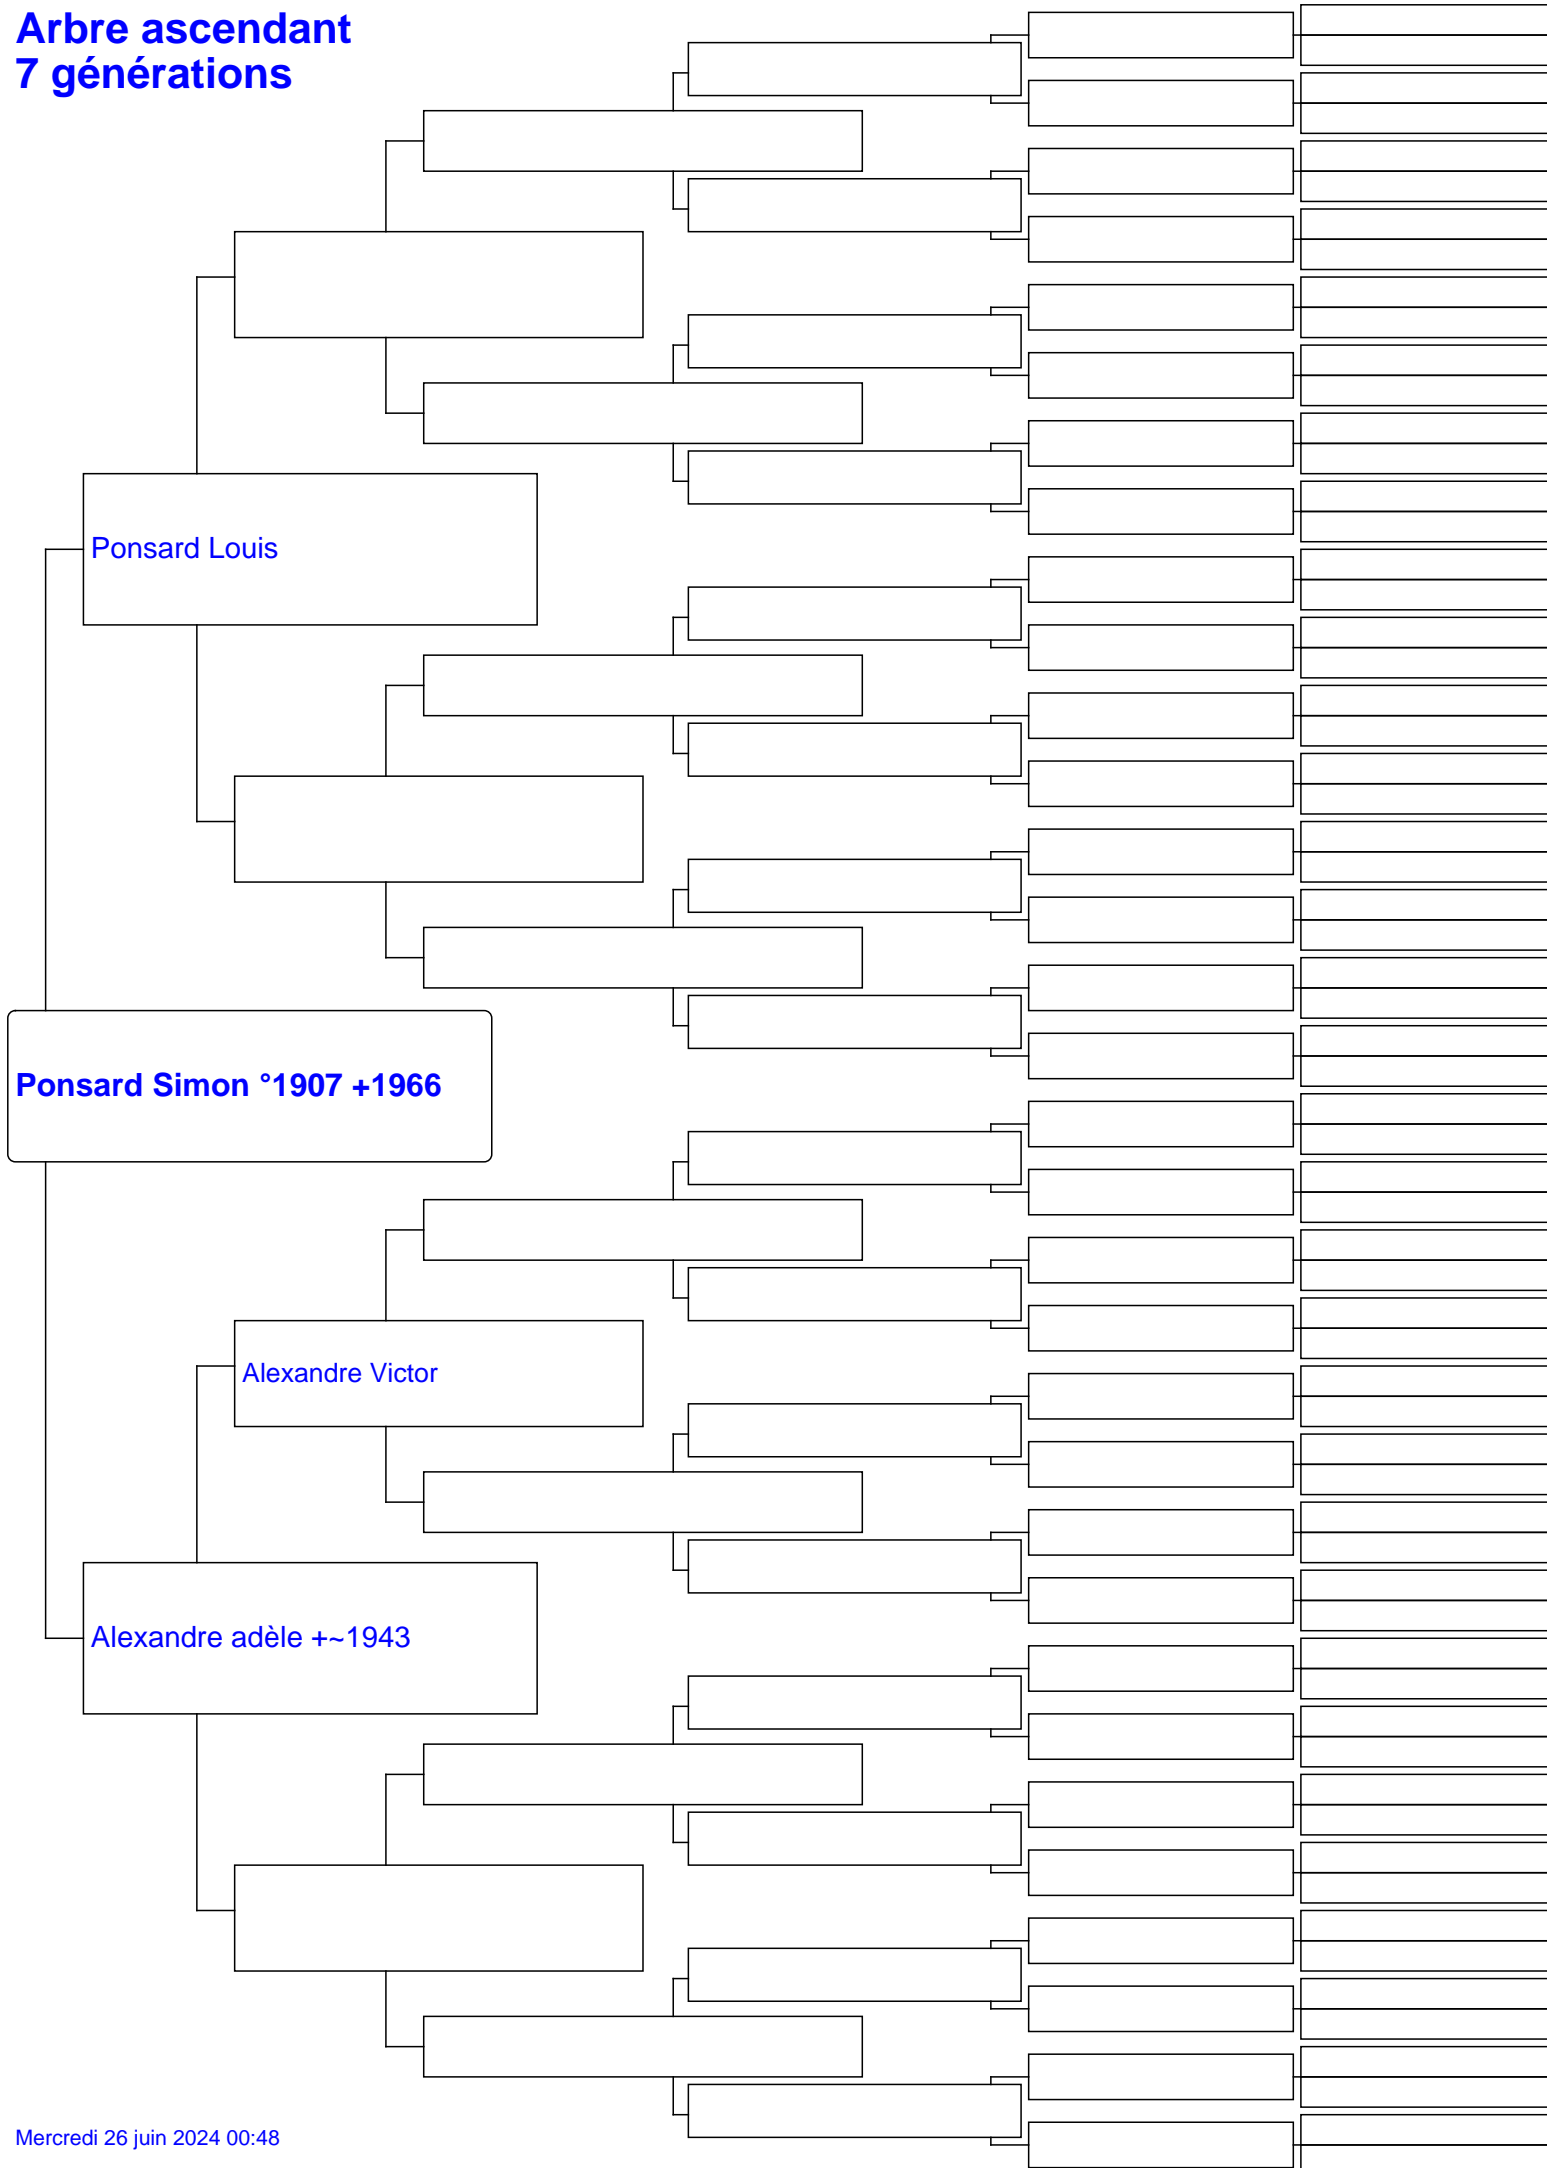 Arbre ascendant
7 générations
Ponsard Louis
Ponsard Simon °1907 +1966
Alexandre Victor
Alexandre adèle +~1943
Mercredi 26 juin 2024 00:48